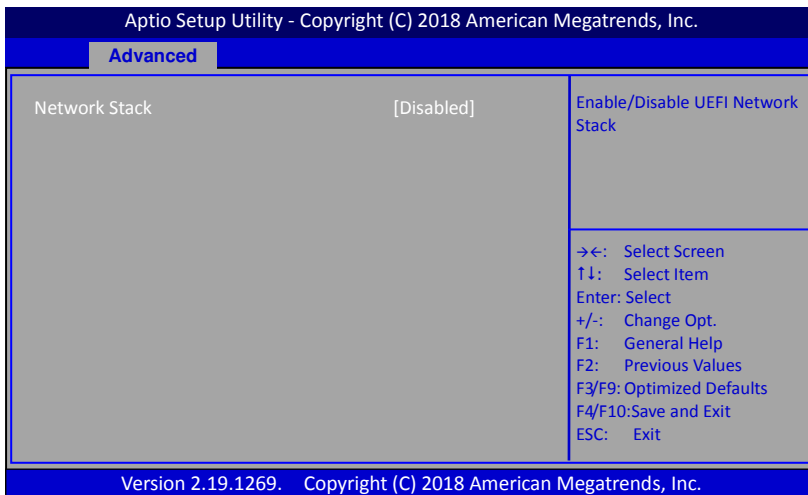 Aptio Setup Utility - Copyright (C) 2018 American Megatrends, Inc.
Advanced
Network Stack [Disabled]
Enable/Disable UEFI Network
Stack
→←: Select Screen
↑↓: Select Item
Enter: Select
+/-: Change Opt.
F1: General Help
F2: Previous Values
F3/F9: Optimized Defaults
F4/F10:Save and Exit
ESC: Exit
Version 2.19.1269. Copyright (C) 2018 American Megatrends, Inc.